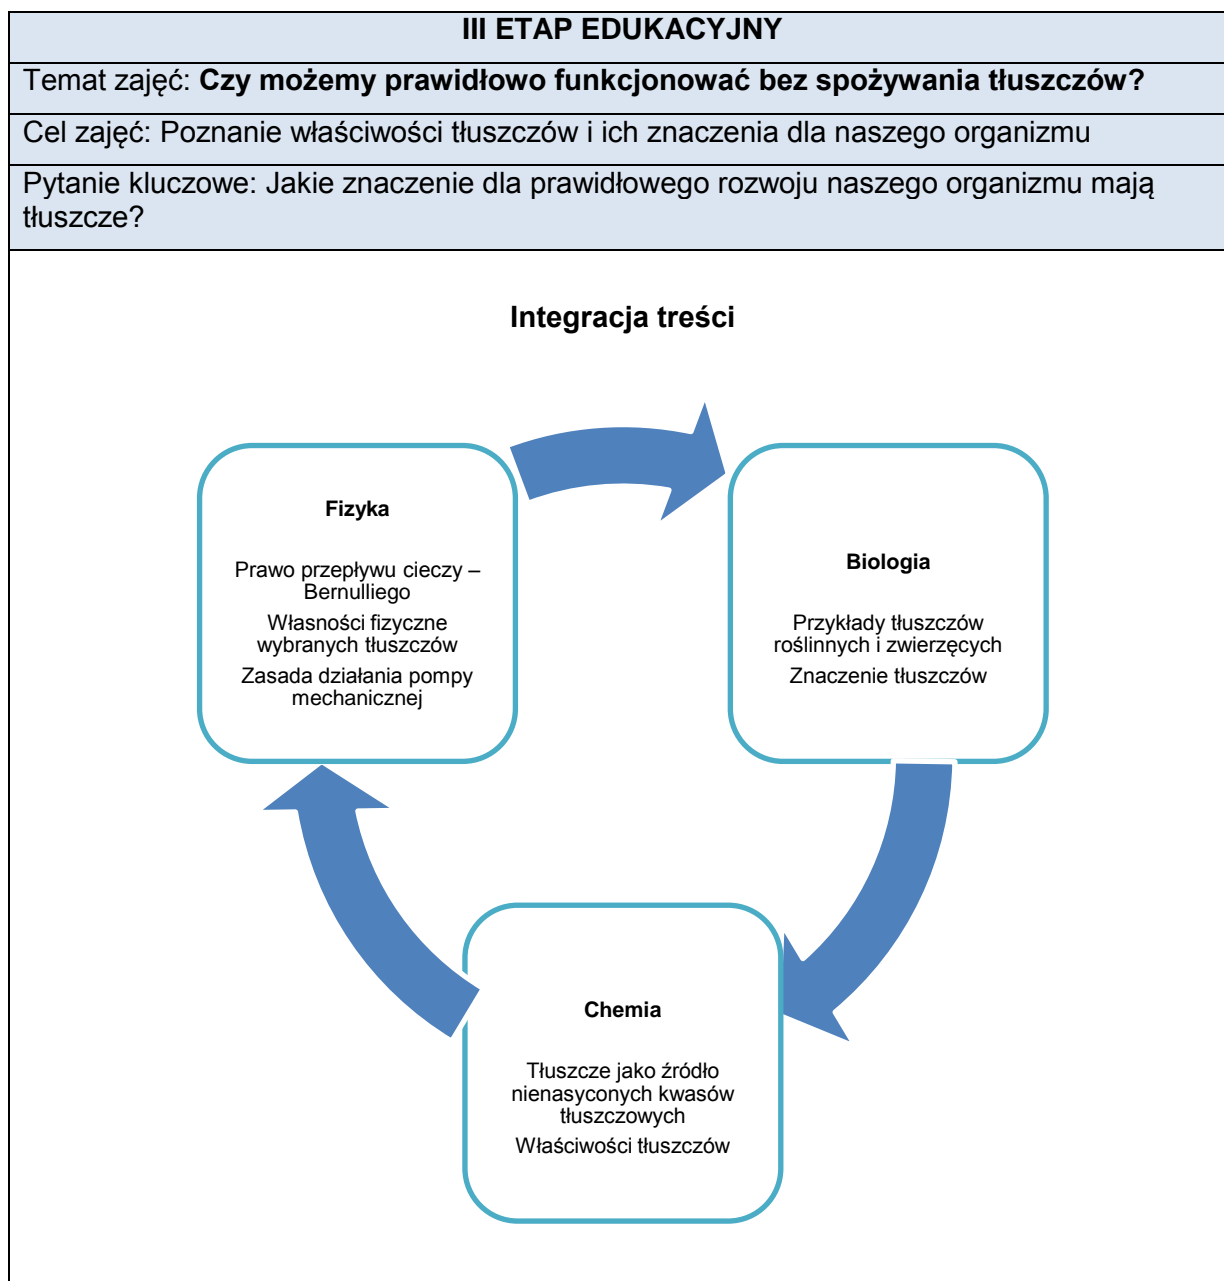 III ETAP EDUKACYJNY
Temat zajęć: Czy możemy prawidłowo funkcjonować bez spożywania tłuszczów?
Cel zajęć: Poznanie właściwości tłuszczów i ich znaczenia dla naszego organizmu
Pytanie kluczowe: Jakie znaczenie dla prawidłowego rozwoju naszego organizmu mają
tłuszcze?
Integracja treści
Fizyka
Prawo przepływu cieczy –
Bernulliego
Własności fizyczne
wybranych tłuszczów
Zasada działania pompy
mechanicznej
Biologia
Przykłady tłuszczów
roślinnych i zwierzęcych
Znaczenie tłuszczów
Chemia
Tłuszcze jako źródło
nienasyconych kwasów
tłuszczowych
Właściwości tłuszczów